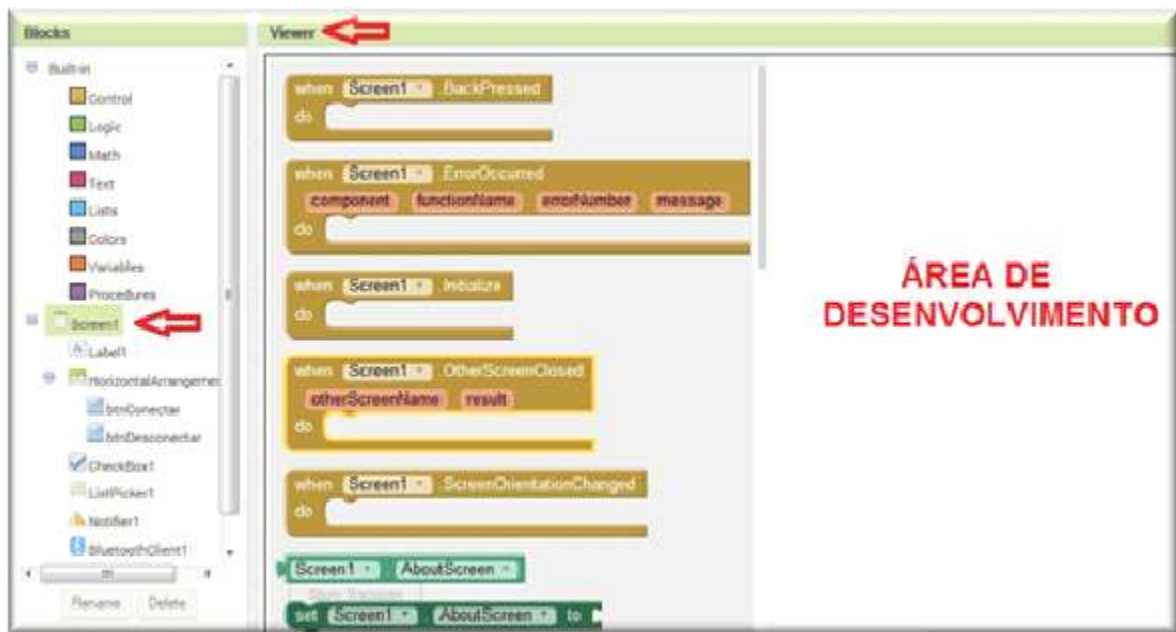 Blocks
Built-in
Control
Logic
Math
Text
Lists
Colors
Variables
Procedures
Screen1
Label1
HorizontalArrangemer
btnConectar
btnDesconectar
CheckBox1
ListPicker1
Notifier1
BluetoothClient1
Rename Delete
Viewer
when Screen1 .BackPressed
do
when Screen1 .ErrorOccurred
component functionName errorNumber message
do
when Screen1 .Initialize
do
when Screen1 .OtherScreenClosed
otherScreenName result
do
when Screen1 .ScreenOrientationChanged
do
Screen1 . AboutScreen
set Screen1 . AboutScreen to
ÁREA DE
DESENVOLVIMENTO